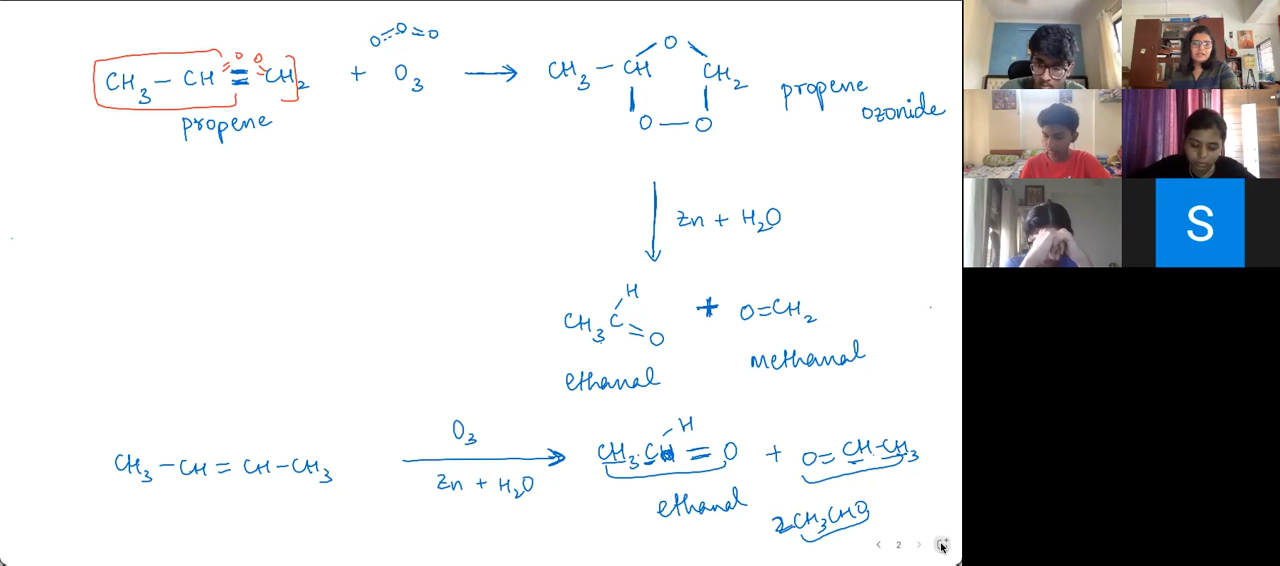 O=O=O
CH3 – CH = CH2 + O3 → CH3 – CH O CH2 O – O propene ozonide
propene
Zn + H2O
CH3 C H = O + O=CH2
ethanal methanal
CH3 – CH = CH – CH3 O3 Zn + H2O → CH3.C H = O + O = CH.CH3
ethanal
2CH3CHO
< 2 >
S